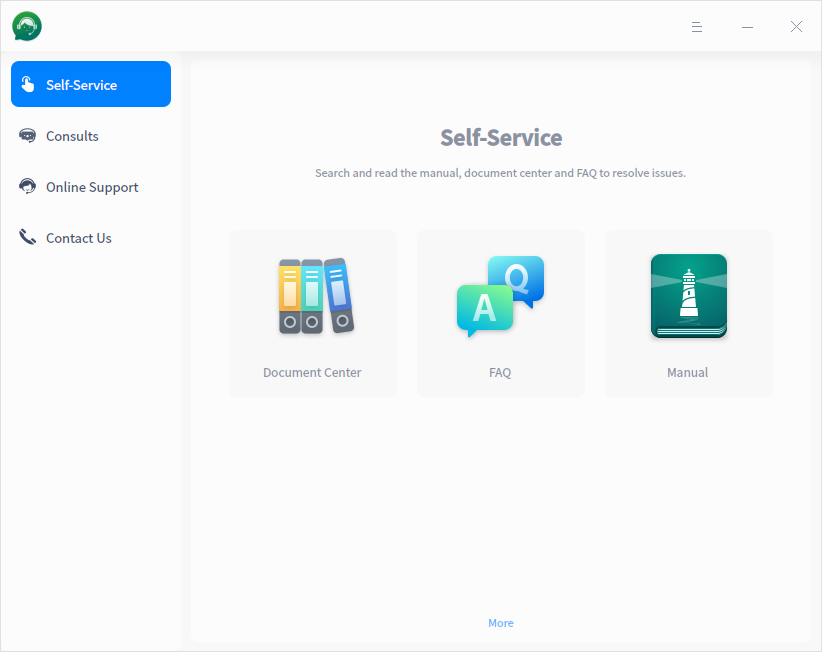 Self-Service
Consults
Online Support
Contact Us
Self-Service
Search and read the manual, document center and FAQ to resolve issues.
Q
A
Document Center
FAQ
Manual
More